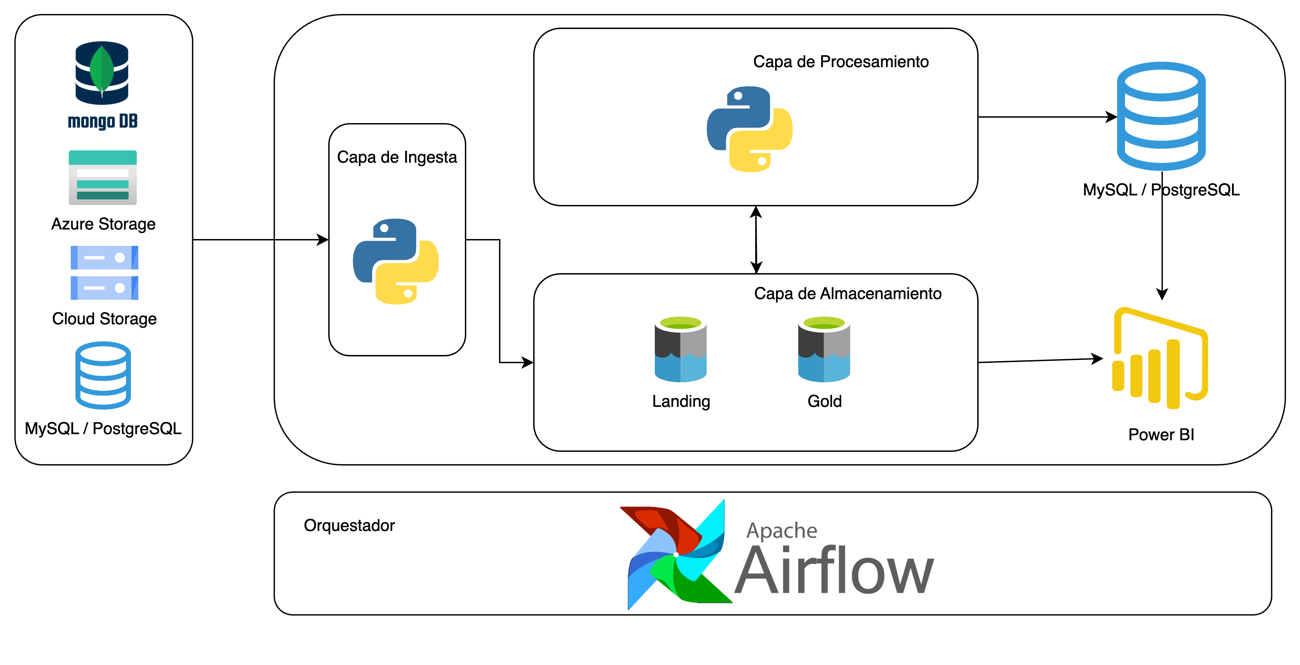 mongo DB
Azure Storage
Cloud Storage
MySQL / PostgreSQL
Capa de Ingesta
Capa de Procesamiento
Capa de Almacenamiento
Landing
Gold
MySQL / PostgreSQL
Power BI
Orquestador
Apache
Airflow